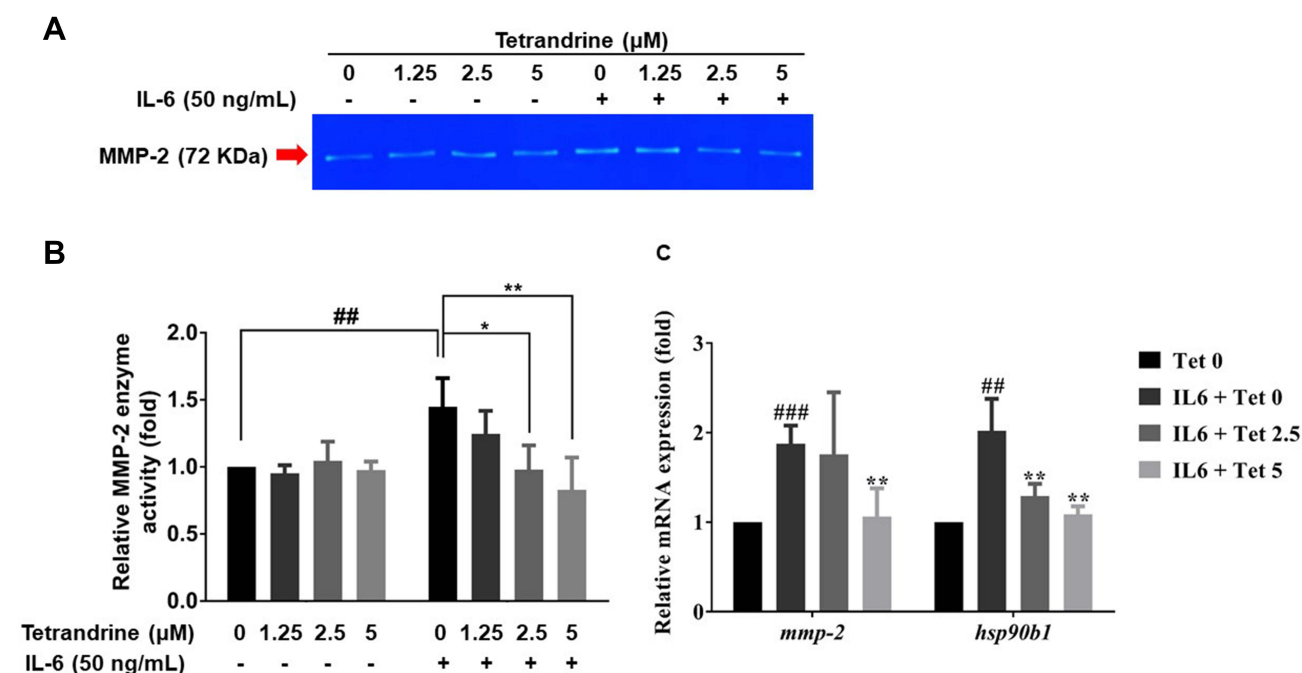 A
Tetrandrine (µM)
0 1.25 2.5 5 0 1.25 2.5 5
IL-6 (50 ng/mL) - - - - + + + +
MMP-2 (72 KDa)
B
Relative MMP-2 enzyme
activity (fold)
2.0
1.5
1.0
0.5
0.0
##
**
*
Tetrandrine (µM) 0 1.25 2.5 5 0 1.25 2.5 5
IL-6 (50 ng/mL) - - - - + + + +
C
Relative mRNA expression (fold)
3
2
1
0
###
**
##
**
**
mmp-2 hsp90b1
Tet 0
IL6 + Tet 0
IL6 + Tet 2.5
IL6 + Tet 5